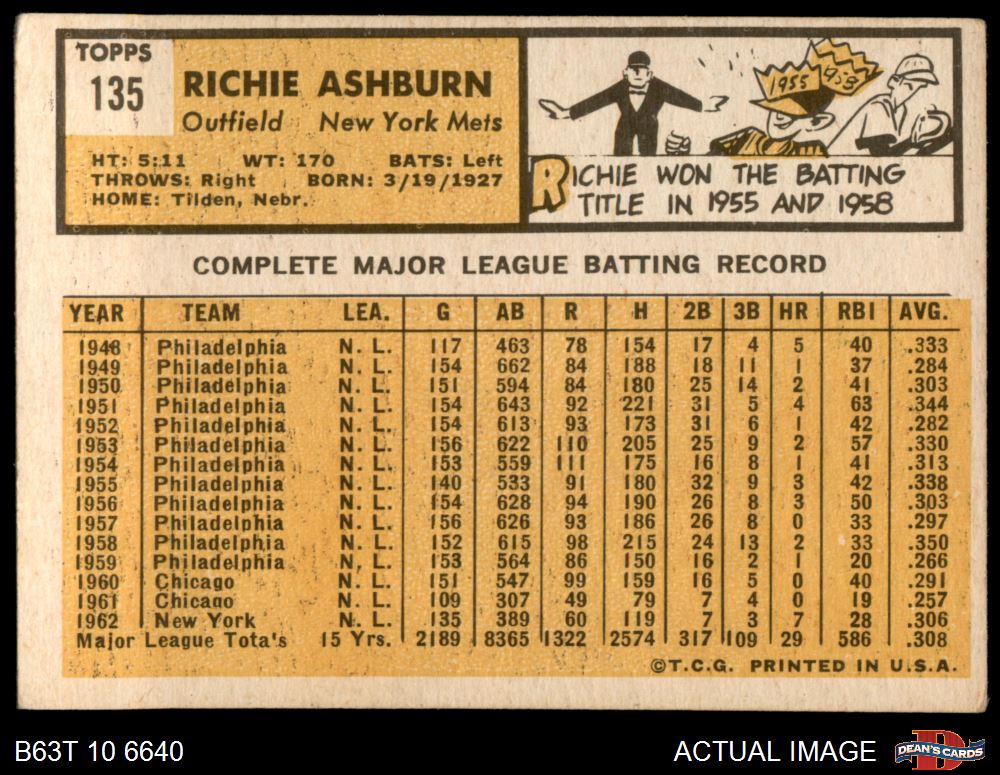 TOPPS
135
RICHIE ASHBURN
Outfield New York Mets
HT: 5:11 WT: 170 BATS: Left
THROWS: Right BORN: 3/19/1927
HOME: Tilden, Nebr.
1955 1958
RICHIE WON THE BATTING
TITLE IN 1955 AND 1958
COMPLETE MAJOR LEAGUE BATTING RECORD
YEAR TEAM LEA. G AB R H 2B 3B HR RBI AVG.
1948 Philadelphia N. L. 117 463 78 154 17 4 5 40 .333
1949 Philadelphia N. L. 154 662 84 188 18 11 1 37 .284
1950 Philadelphia N. L. 151 594 84 180 25 14 2 41 .303
1951 Philadelphia N. L. 154 643 92 221 31 5 4 63 .344
1952 Philadelphia N. L. 154 613 93 173 31 6 1 42 .282
1953 Philadelphia N. L. 156 622 110 205 25 9 2 57 .330
1954 Philadelphia N. L. 153 559 111 175 16 8 1 41 .313
1955 Philadelphia N. L. 140 533 91 180 32 9 3 42 .338
1956 Philadelphia N. L. 154 628 94 190 26 8 3 50 .303
1957 Philadelphia N. L. 156 626 93 186 26 8 0 33 .297
1958 Philadelphia N. L. 152 615 98 215 24 13 2 33 .350
1959 Philadelphia N. L. 153 564 86 150 16 2 1 20 .266
1960 Chicago N. L. 151 547 99 159 16 5 0 40 .291
1961 Chicago N. L. 109 307 49 79 7 4 0 19 .257
1962 New York N. L. 135 389 60 119 7 3 7 28 .306
Major League Tota's 15 Yrs. 2189 8365 1322 2574 317 109 29 586 .308
©T.C.G. PRINTED IN U.S.A.
B63T 10 6640
ACTUAL IMAGE
DEAN'S CARDS